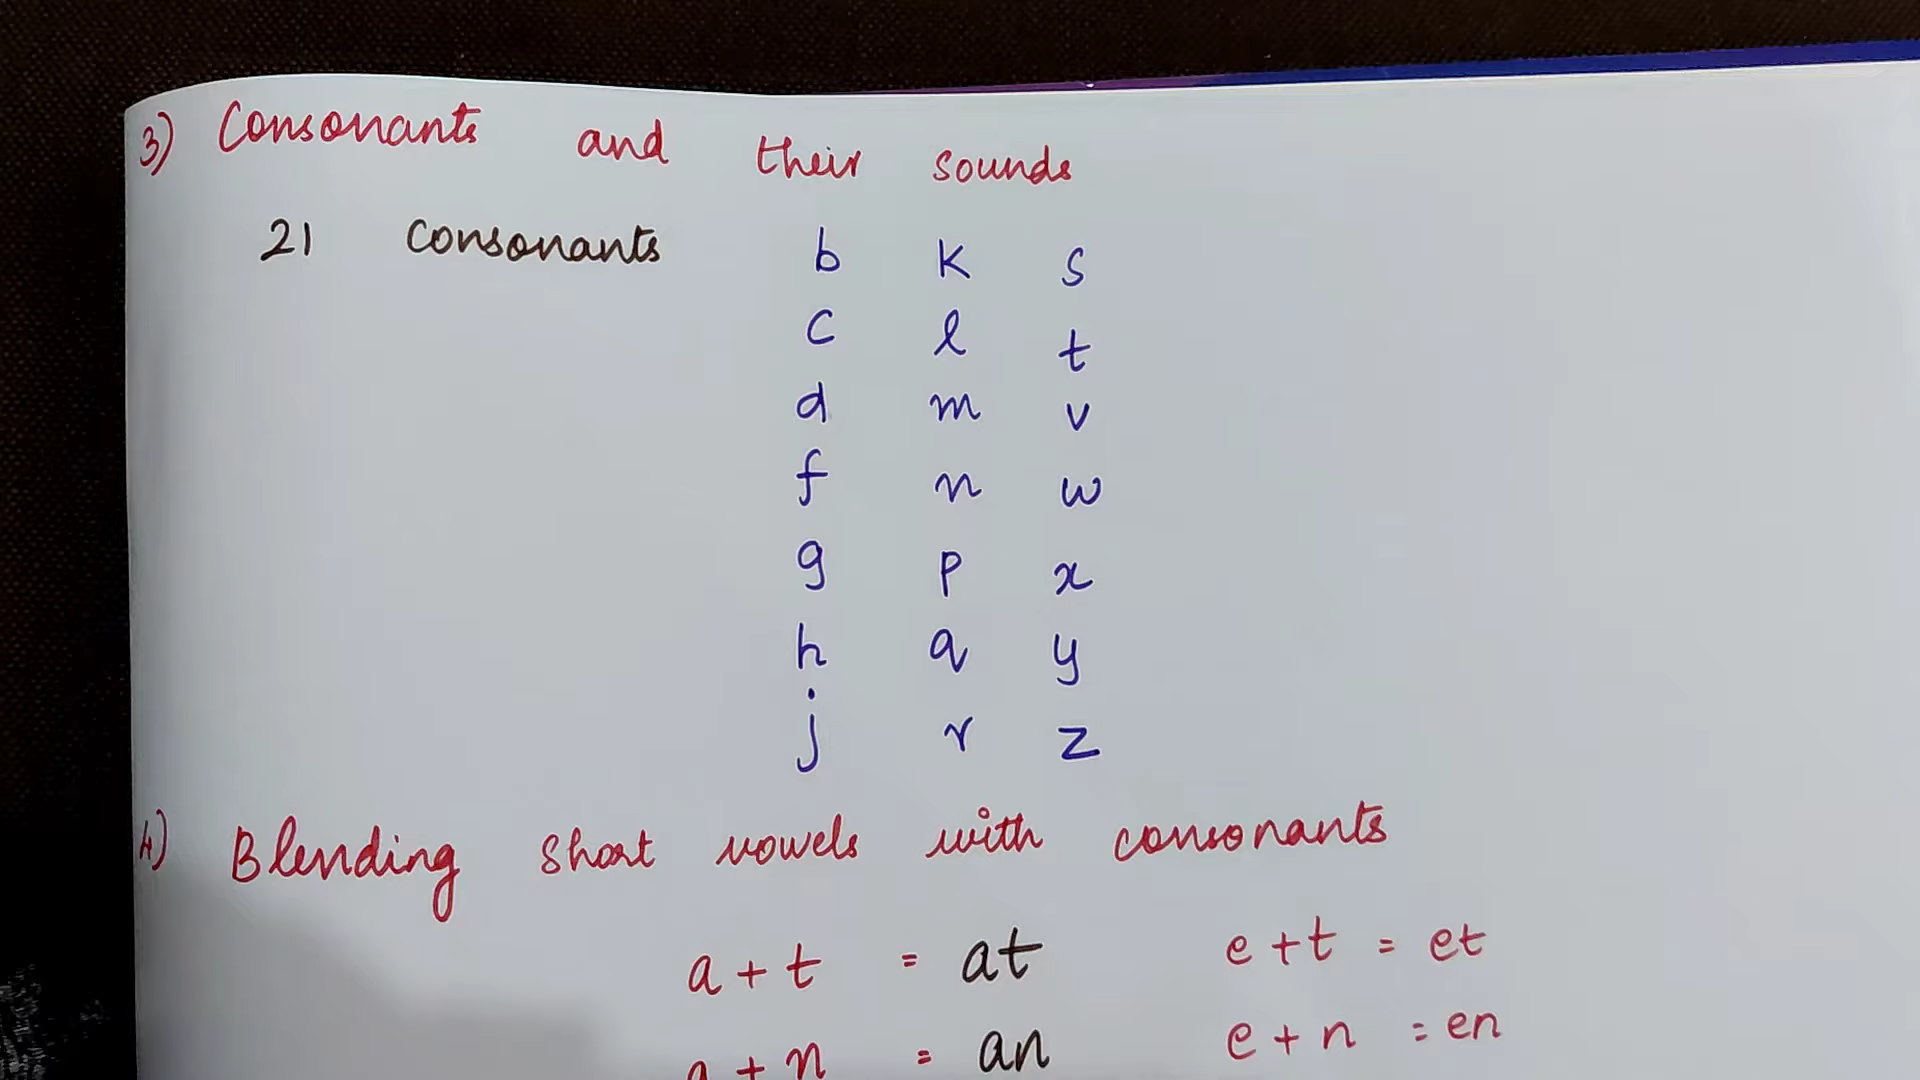 3) Consonants and their sounds
21 Consonants b k s
c l t
d m v
f n w
g p x
h q y
j r z
4) Blending short vowels with consonants
a + t = at e + t = et
a + n = an e + n = en